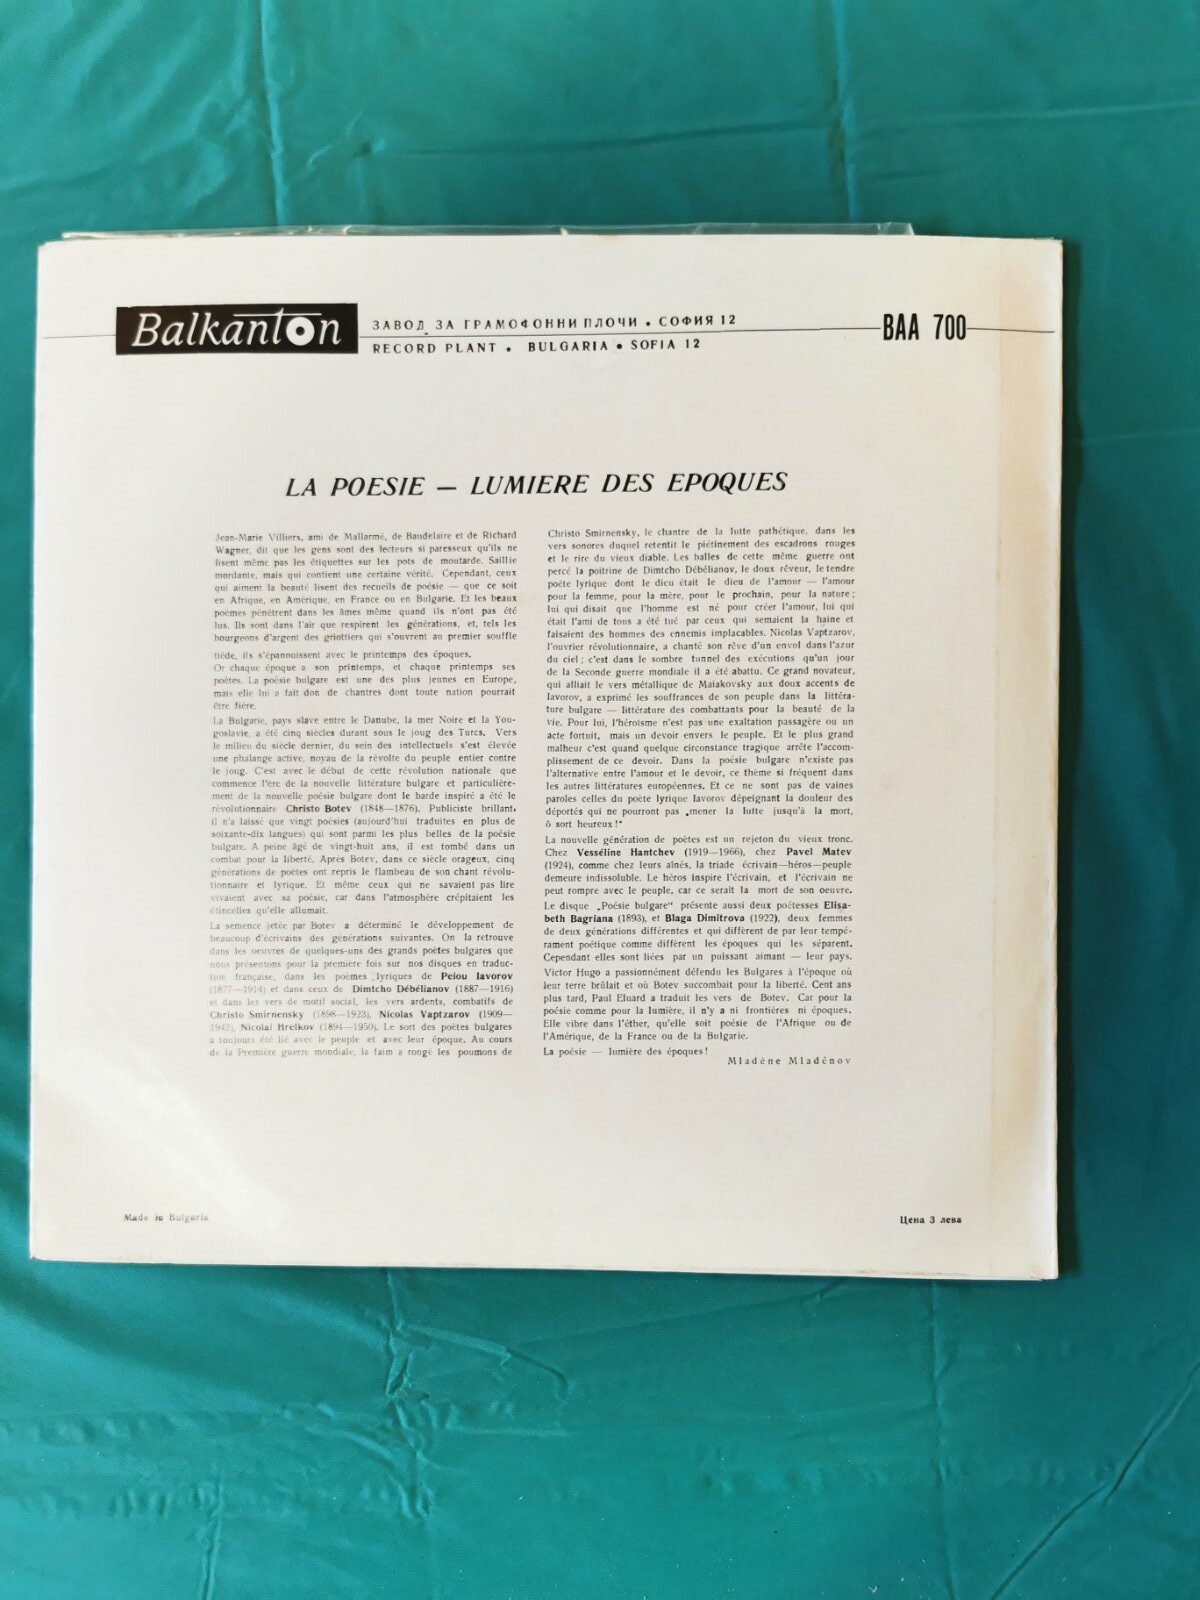 Balkanton
ЗАВОД ЗА ГРАМОФОННИ ПЛОЧИ • СОФИЯ 12
RECORD PLANT • BULGARIA • SOFIA 12
BAA 700
LA POESIE — LUMIERE DES EPOQUES
Jean-Marie Villiers, ami de Mallarmé, de Baudelaire et de Richard
Wagner, dit que les gens sont des lecteurs si paresseux qu'ils ne
lisent même pas les étiquettes sur les pots de moutarde. Saillie
mordante, mais qui contient une certaine vérité. Cependant, ceux
qui aiment la beauté lisent des recueils de poésie — que ce soit
en Afrique, en Amérique, en France ou en Bulgarie. Et les beaux
poèmes pénètrent dans les âmes même quand ils n'ont pas été
lus. Ils sont dans l'air que respirent les générations, et, tels les
bourgeons d'argent des griottiers qui s'ouvrent au premier souffle
tiède, ils s'épanouissent avec le printemps des époques.
Or chaque époque a son printemps, et chaque printemps ses
poètes. La poésie bulgare est une des plus jeunes en Europe,
mais elle lui a fait don de chantres dont toute nation pourrait
être fière.
La Bulgarie, pays slave entre le Danube, la mer Noire et la You-
goslavie, a été cinq siècles durant sous le joug des Turcs. Vers
le milieu du siècle dernier, du sein des intellectuels s'est élevée
une phalange active, noyau de la révolte du peuple entier contre
le joug. C'est avec le début de cette révolution nationale que
commence l'ère de la nouvelle littérature bulgare et particulière-
ment de la nouvelle poésie bulgare dont le barde inspiré a été le
révolutionnaire Christo Botev (1848—1876). Publiciste brillant,
il n'a laissé que vingt poésies (aujourd'hui traduites en plus de
soixante-dix langues) qui sont parmi les plus belles de la poésie
bulgare. A peine âgé de vingt-huit ans, il est tombé dans un
combat pour la liberté. Après Botev, dans ce siècle orageux, cinq
générations de poètes ont repris le flambeau de son chant révolu-
tionnaire et lyrique. Et même ceux qui ne savaient pas lire
vivaient avec sa poésie, car dans l'atmosphère crépitaient les
étincelles qu'elle allumait.
La semence jetée par Botev a déterminé le développement de
beaucoup d'écrivains des générations suivantes. On la retrouve
dans les oeuvres de quelques-uns des grands poètes bulgares que
nous présentons pour la première fois sur nos disques en traduc-
tion française, dans les poèmes lyriques de Peïou Iavorov
(1877—1914) et dans ceux de Dimtcho Débélianov (1887—1916)
et dans les vers de motif social, les vers ardents, combatifs de
Christo Smirnensky (1898—1923), Nicolas Vaptzarov (1909—
1942), Nicolaï Hrelkov (1894—1950). Le sort des poètes bulgares
a toujours été lié avec le peuple et avec leur époque. Au cours
de la Première guerre mondiale, la faim a rongé les poumons de
Christo Smirnensky, le chantre de la lutte pathétique, dans les
vers sonores duquel retentit le piétinement des escadrons rouges
et le rire du vieux diable. Les balles de cette même guerre ont
percé la poitrine de Dimtcho Débélianov, le doux rêveur, le tendre
poète lyrique dont le dieu était le dieu de l'amour — l'amour
pour la femme, pour la mère, pour le prochain, pour la nature;
lui qui disait que l'homme est né pour créer l'amour, lui qui
était l'ami de tous a été tué par ceux qui semaient la haine et
faisaient des hommes des ennemis implacables. Nicolas Vaptzarov,
l'ouvrier révolutionnaire, a chanté son rêve d'un envol dans l'azur
du ciel; c'est dans le sombre tunnel des exécutions qu'un jour
de la Seconde guerre mondiale il a été abattu. Ce grand novateur,
qui alliait le vers métallique de Maïakovsky aux doux accents de
Iavorov, a exprimé les souffrances de son peuple dans la littéra-
ture bulgare — littérature des combattants pour la beauté de la
vie. Pour lui, l'héroïsme n'est pas une exaltation passagère ou un
acte fortuit, mais un devoir envers le peuple. Et le plus grand
malheur c'est quand quelque circonstance tragique arrête l'accom-
plissement de ce devoir. Dans la poésie bulgare n'existe pas
l'alternative entre l'amour et le devoir, ce thème si fréquent dans
les autres littératures européennes. Et ce ne sont pas de vaines
paroles celles du poète lyrique Iavorov dépeignant la douleur des
déportés qui ne pourront pas „mener la lutte jusqu'à la mort,
ô sort heureux!“
La nouvelle génération de poètes est un rejeton du vieux tronc.
Chez Vesséline Hantchev (1919—1966), chez Pavel Matev
(1924), comme chez leurs aînés, la triade écrivain—héros—peuple
demeure indissoluble. Le héros inspire l'écrivain, et l'écrivain ne
peut rompre avec le peuple, car ce serait la mort de son oeuvre.
Le disque „Poésie bulgare“ présente aussi deux poétesses Elisa-
beth Bagriana (1893), et Blaga Dimitrova (1922), deux femmes
de deux générations différentes et qui diffèrent de par leur tempé-
rament poétique comme diffèrent les époques qui les séparent.
Cependant elles sont liées par un puissant aimant — leur pays.
Victor Hugo a passionnément défendu les Bulgares à l'époque où
leur terre brûlait et où Botev succombait pour la liberté. Cent ans
plus tard, Paul Eluard a traduit les vers de Botev. Car pour la
poésie comme pour la lumière, il n'y a ni frontières ni époques.
Elle vibre dans l'éther, qu'elle soit poésie de l'Afrique ou de
l'Amérique, de la France ou de la Bulgarie.
La poésie — lumière des époques!
Mladène Mladénov
Made in Bulgaria
Цена 3 лева